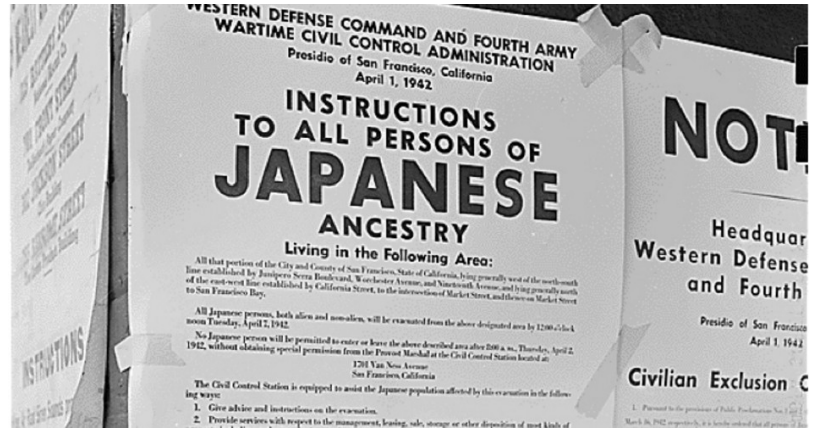 WESTERN DEFENSE COMMAND AND FOURTH ARMY
WARTIME CIVIL CONTROL ADMINISTRATION
Presidio of San Francisco, California
April 1, 1942
INSTRUCTIONS
TO ALL PERSONS OF
JAPANESE
ANCESTRY
Living in the Following Area:
All that portion of the City and County of San Francisco, State of California, lying generally west of the north-south
line established by Junipero Serra Boulevard, Worchester Avenue, and Nineteenth Avenue, and lying generally north
of the east-west line established by California Street, to the intersection of Market Street, and thence on Market Street
to San Francisco Bay.
All Japanese persons, both alien and non-alien, will be evacuated from the above designated area by 12:00 o'clock
noon Tuesday, April 7, 1942.
No Japanese person will be permitted to enter or leave the above described area after 8:00 a. m., Thursday, April 2,
1942, without obtaining special permission from the Provost Marshal at the Civil Control Station located at:
1701 Van Ness Avenue
San Francisco, California
The Civil Control Station is equipped to assist the Japanese population affected by this evacuation in the follow-
ing ways:
1. Give advice and instructions on the evacuation.
2. Provide services with respect to the management, leasing, sale, storage or other disposition of most kinds of
NOT
Headquar
Western Defense
and Fourth
Presidio of San Francisco
April 1, 1942
Civilian Exclusion
1. Pursuant to the provisions of Public Proclamation
INSTRUCTIONS